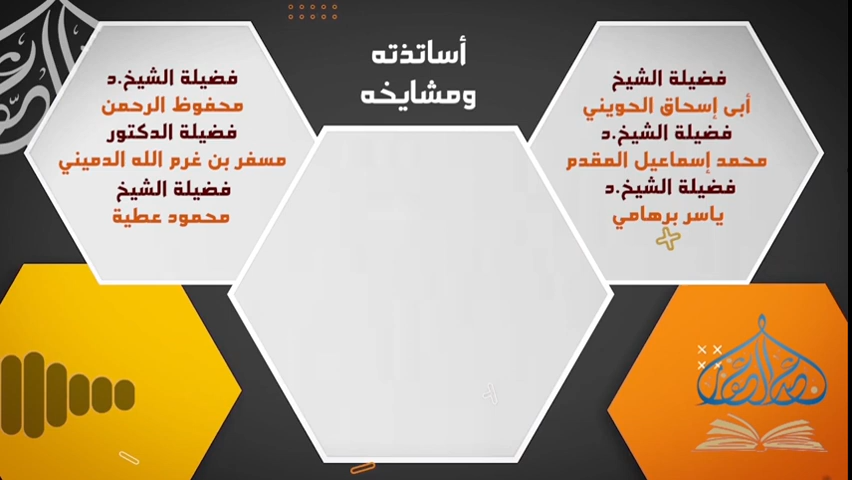 أساتذته
ومشايخه
فضيلة الشيخ
أبى إسحاق الحويني
فضيلة الشيخ.د
محمد إسماعيل المقدم
فضيلة الشيخ.د
ياسر برهامي
فضيلة الشيخ.د
محفوظ الرحمن
فضيلة الدكتور
مسفر بن غرم الله الدميني
فضيلة الشيخ
محمود عطية